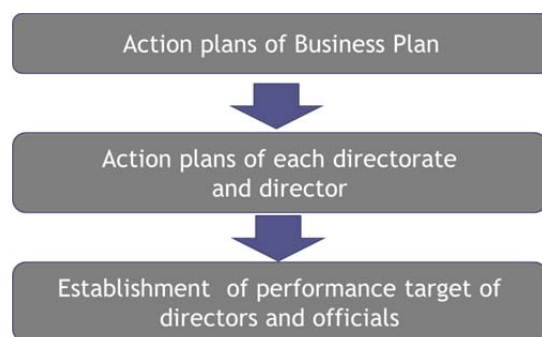 Action plans of Business Plan
Action plans of each directorate
and director
Establishment of performance target of
directors and officials